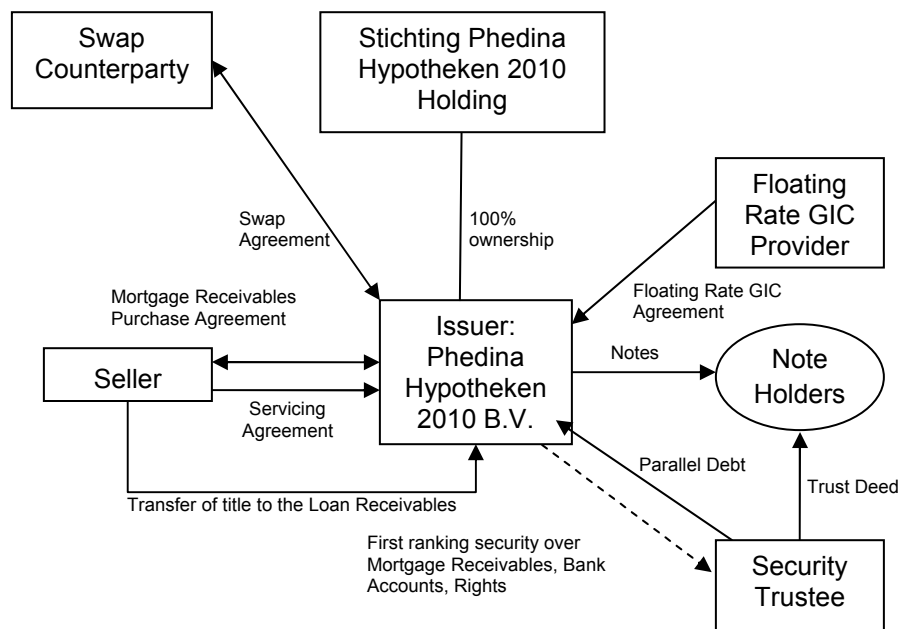 Swap
Counterparty
Stichting Phedina
Hypotheken 2010
Holding
Floating
Rate GIC
Provider
Swap
Agreement
100%
ownership
Mortgage Receivables
Purchase Agreement
Floating Rate GIC
Agreement
Issuer:
Phedina
Hypotheken
2010 B.V.
Seller
Notes
Note
Holders
Servicing
Agreement
Parallel Debt
Trust Deed
Transfer of title to the Loan Receivables
First ranking security over
Mortgage Receivables, Bank
Accounts, Rights
Security
Trustee